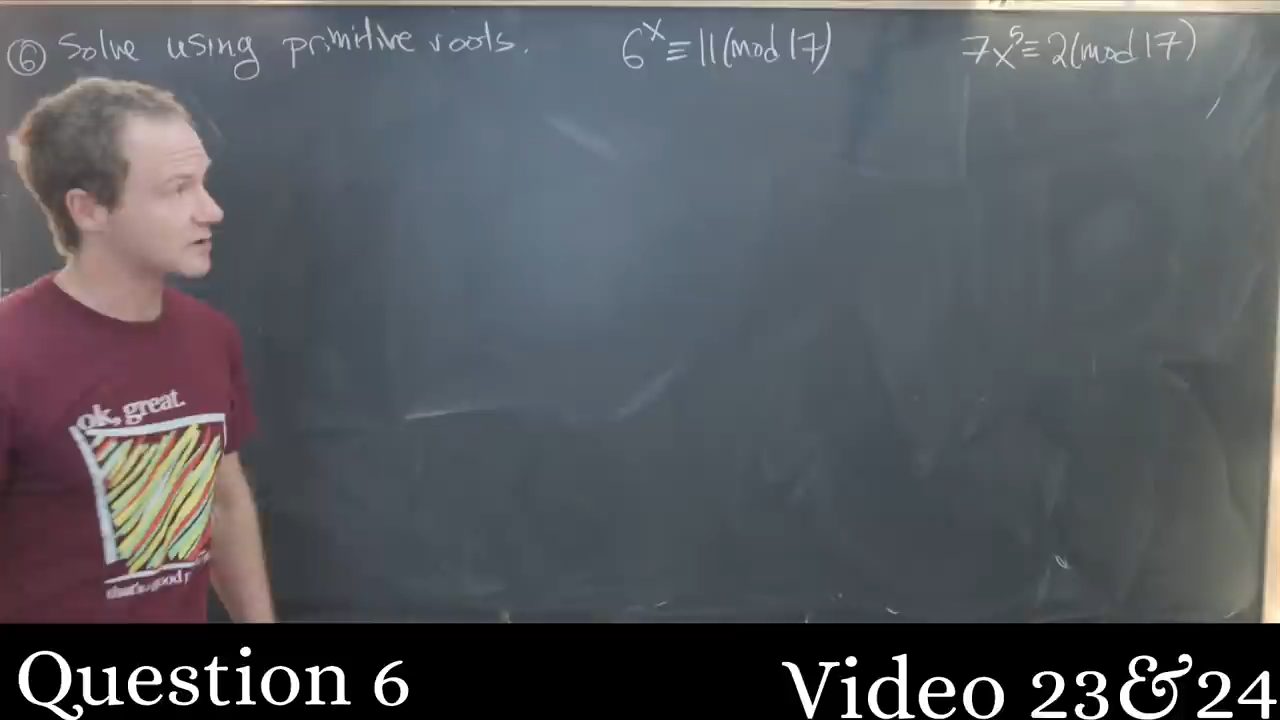 ⑥ Solve using primitive roots. 6^x ≡ 11 (mod 17) 7x^5 ≡ 2 (mod 17)
ok, great.
Question 6 Video 23&24